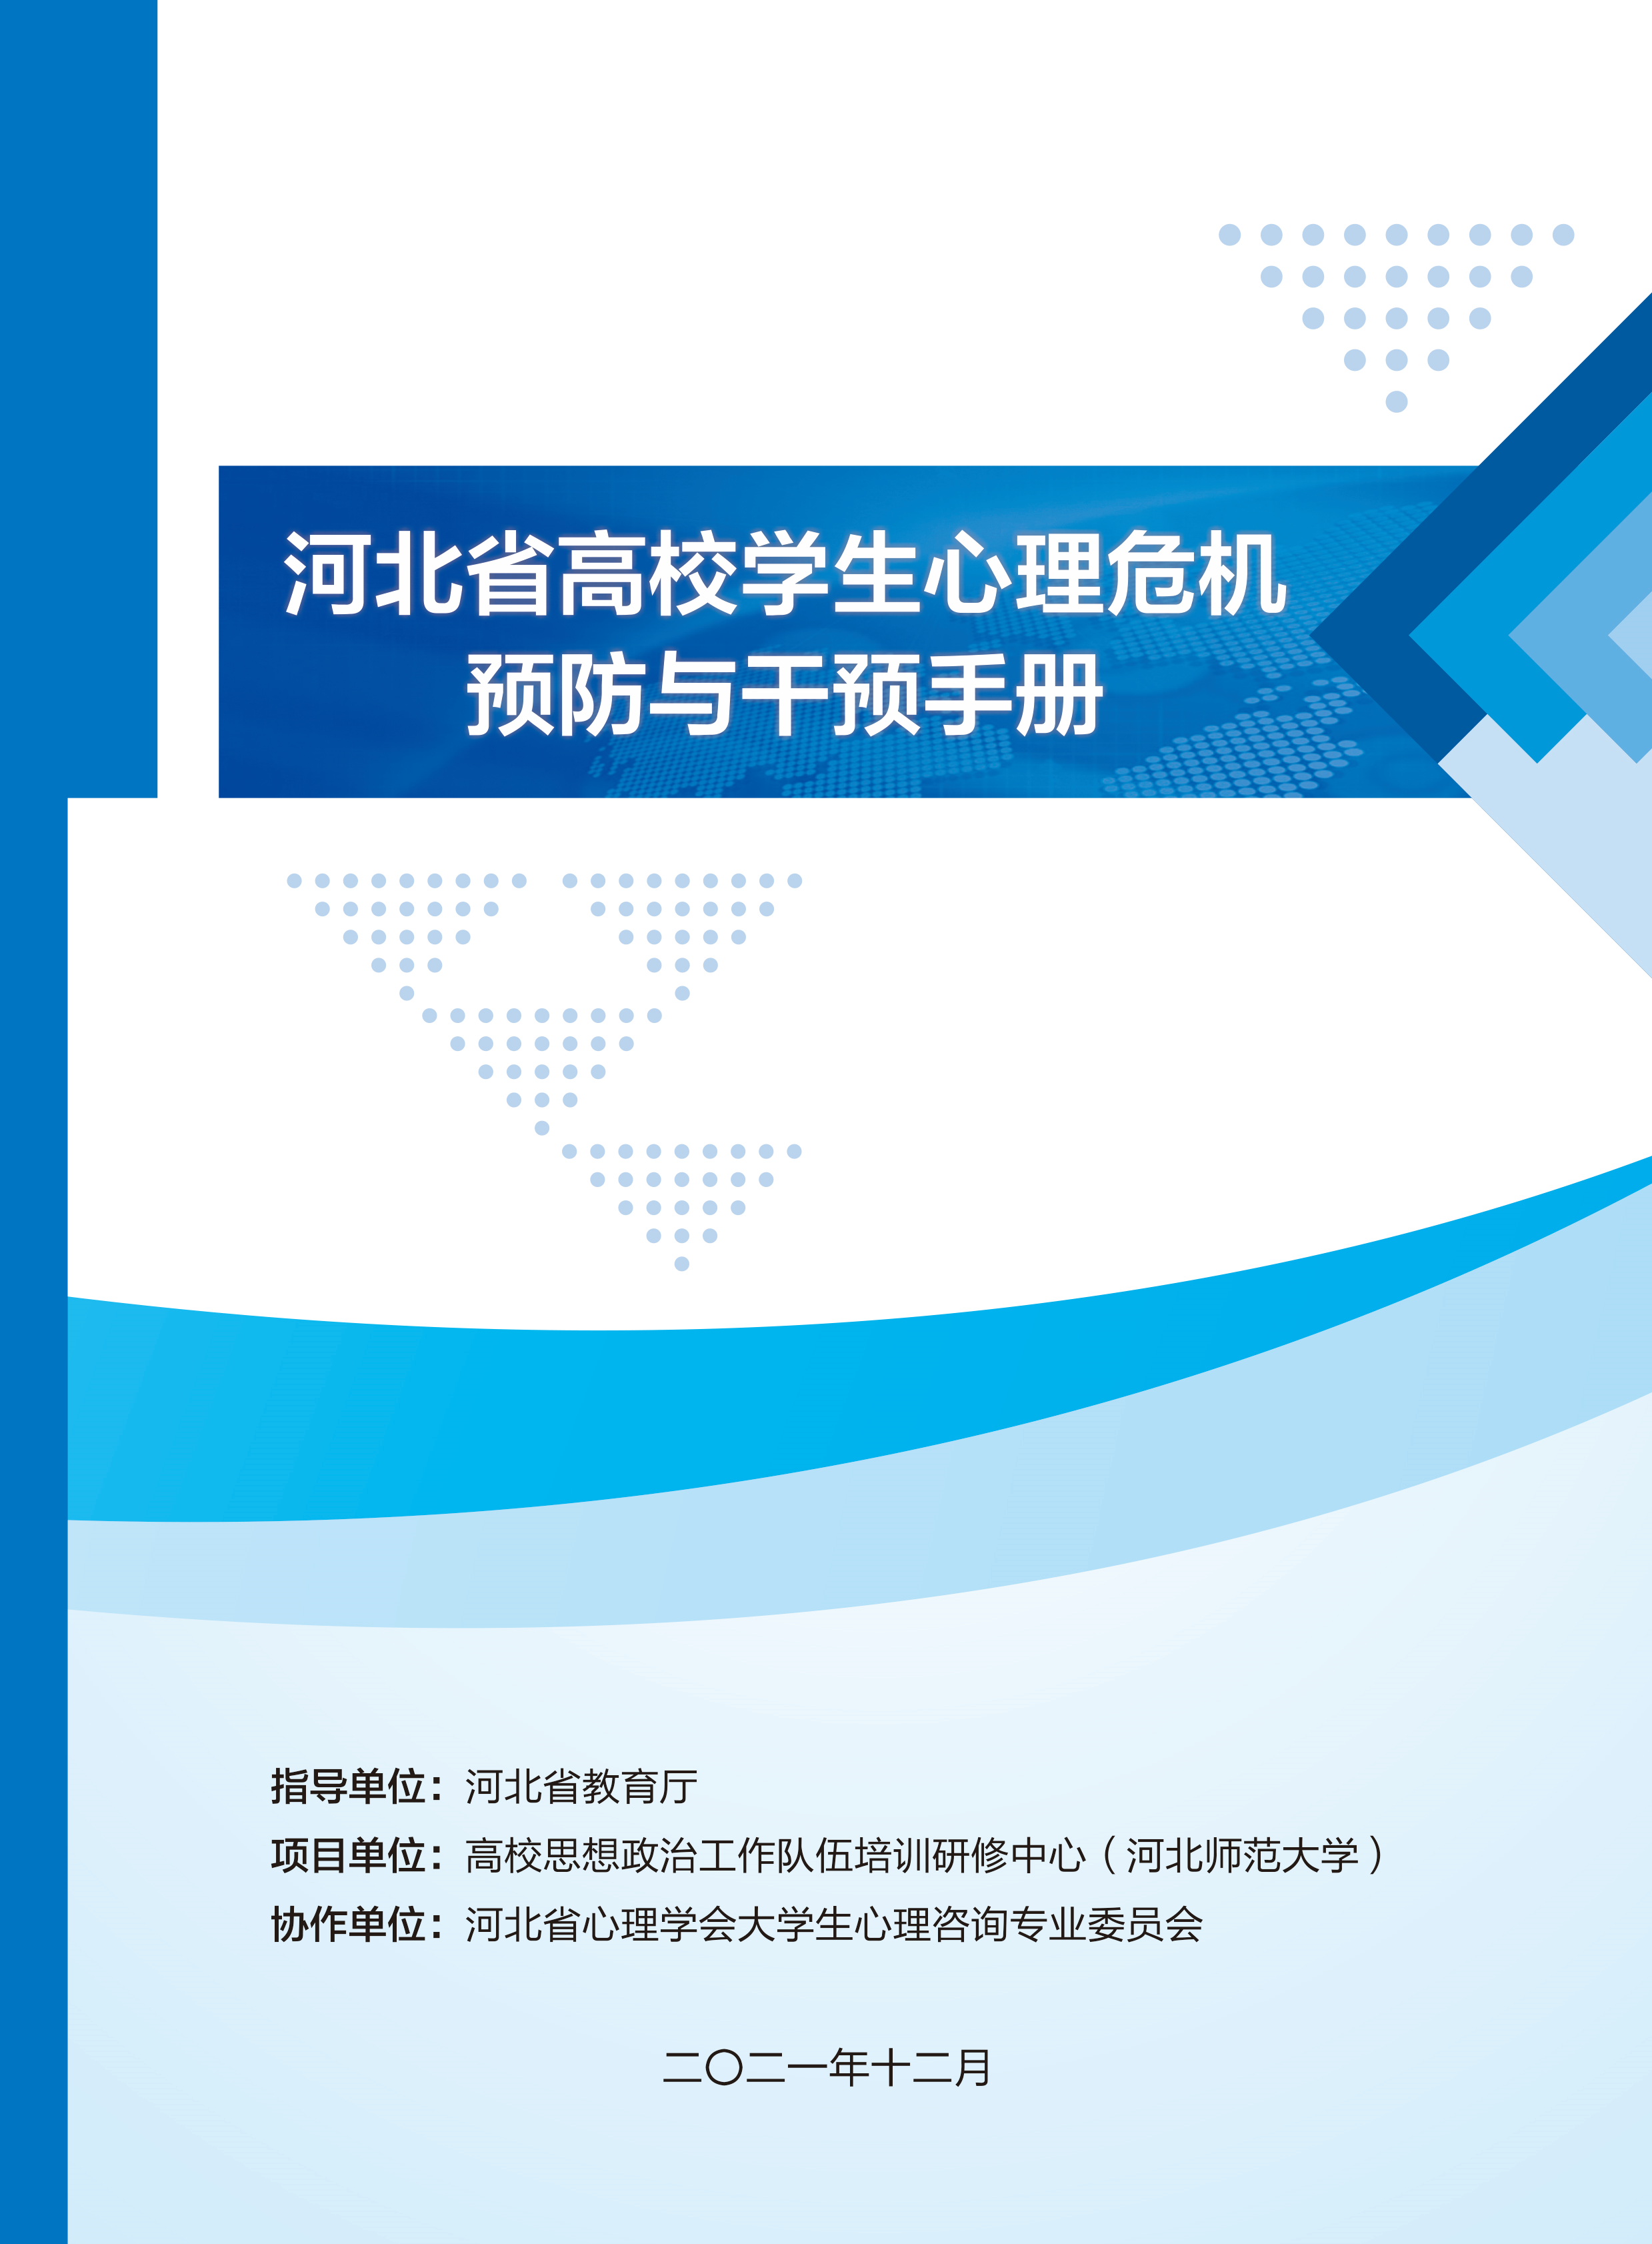 河北省高校学生心理危机
预防与干预手册
指导单位：河北省教育厅
项目单位：高校思想政治工作队伍培训研修中心（河北师范大学）
协作单位：河北省心理学会大学生心理咨询专业委员会
二〇二一年十二月